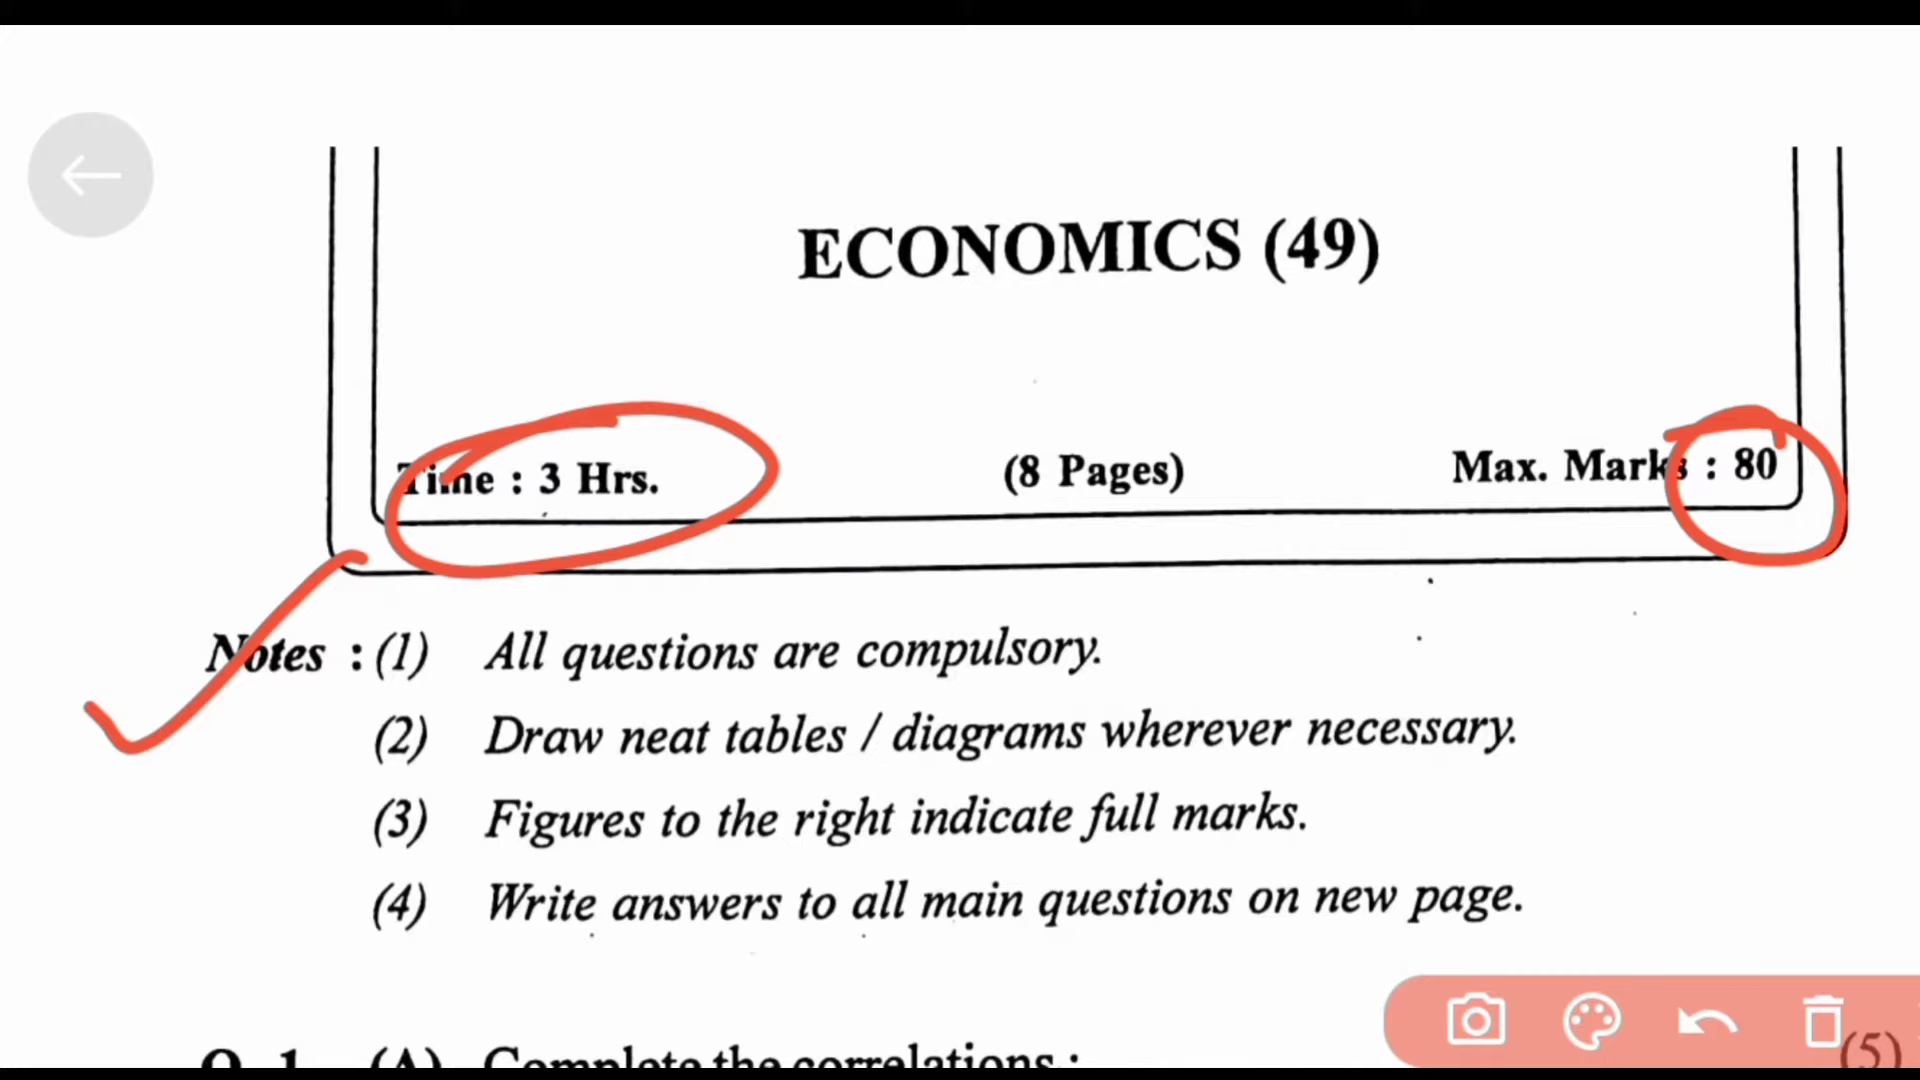 ECONOMICS (49)
Time : 3 Hrs. (8 Pages) Max. Marks : 80
Notes : (1) All questions are compulsory.
(2) Draw neat tables / diagrams wherever necessary.
(3) Figures to the right indicate full marks.
(4) Write answers to all main questions on new page.
Q. 1. (A) Complete the correlations : (5)